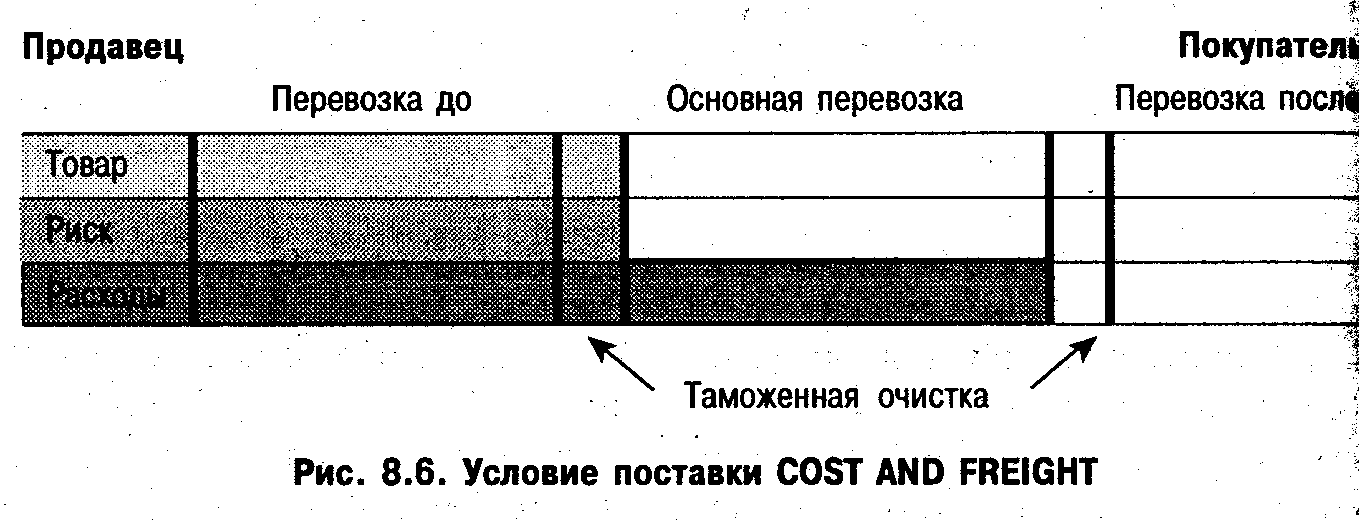 Продавец Покупатель
Перевозка до Основная перевозка Перевозка после
Товар
Риск
Расходы
Таможенная очистка
Рис. 8.6. Условие поставки COST AND FREIGHT